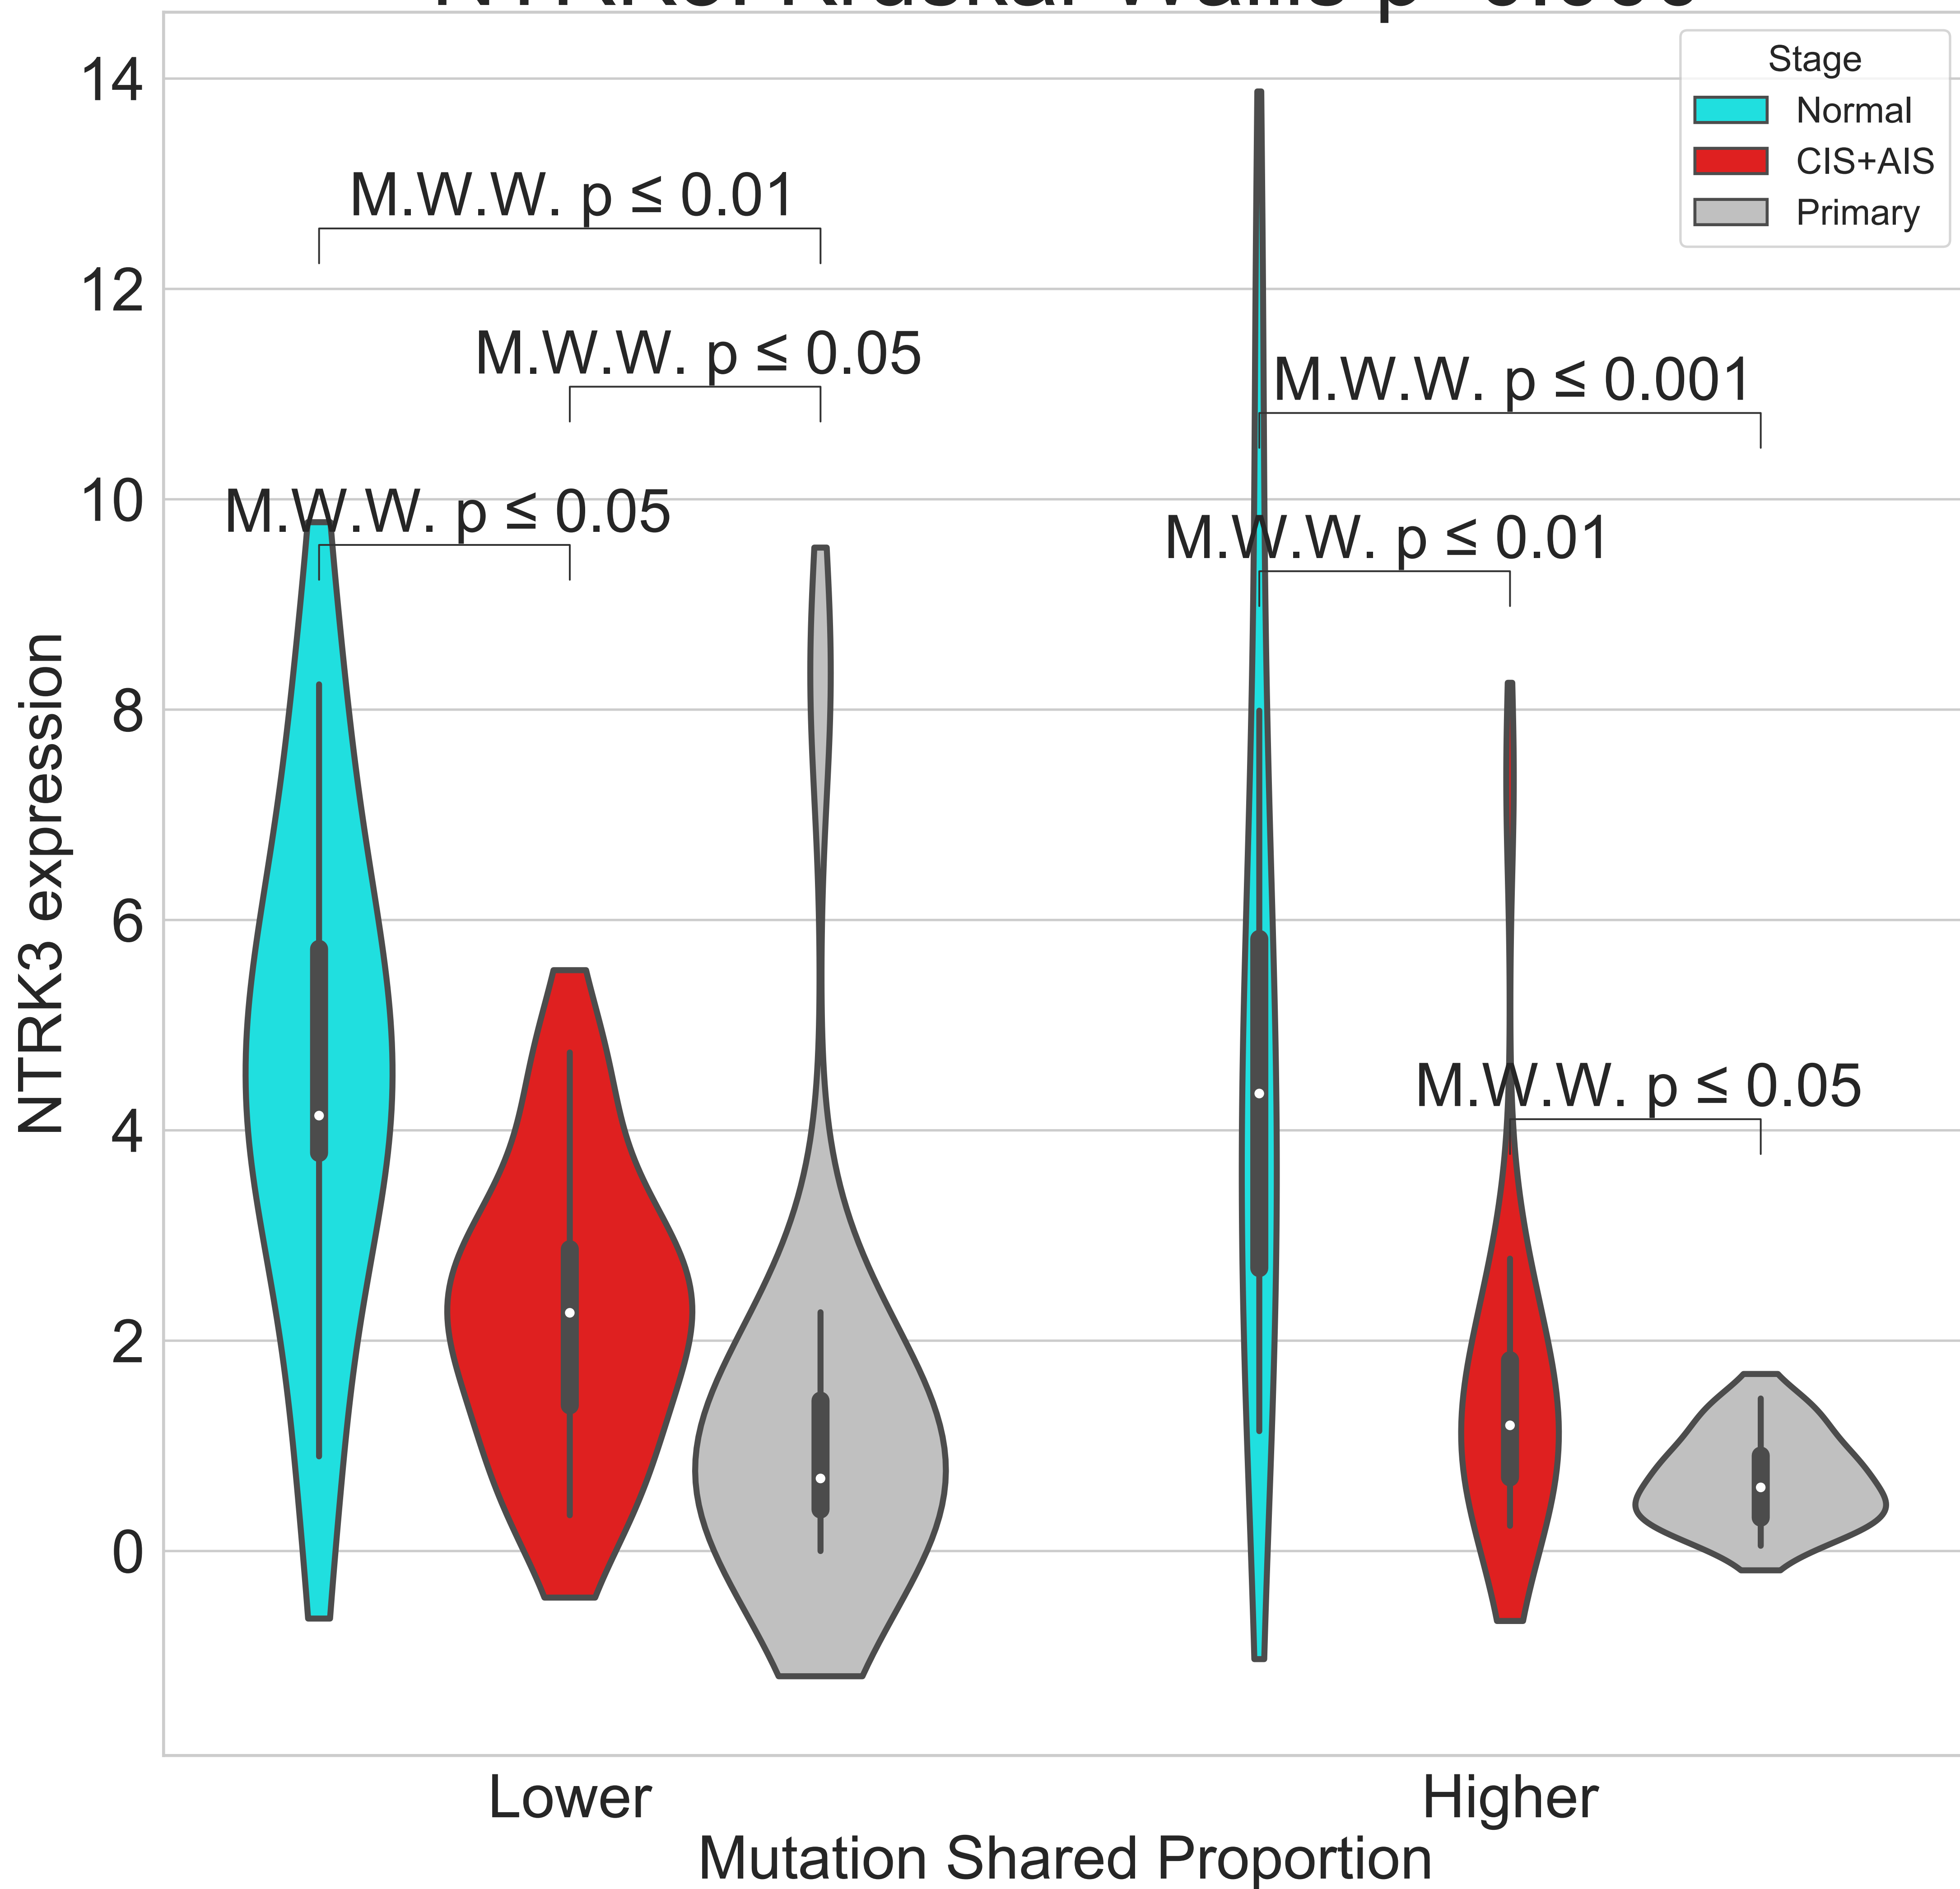 14
12
10
8
6
4
2
0
NTRK3 expression
Stage
Normal
CIS+AIS
Primary
M.W.W. p ≤ 0.01
M.W.W. p ≤ 0.05
M.W.W. p ≤ 0.05
M.W.W. p ≤ 0.001
M.W.W. p ≤ 0.01
M.W.W. p ≤ 0.05
Lower
Higher
Mutation Shared Proportion